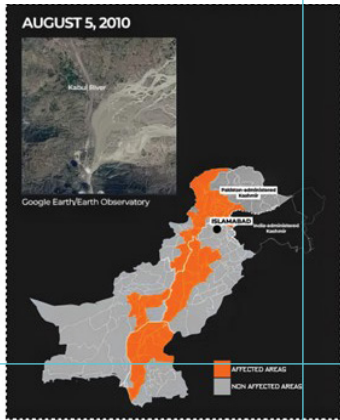 AUGUST 5, 2010
Kabul River
Google Earth/Earth Observatory
Pakistan administered
Kashmir
ISLAMABAD
India administered
Kashmir
AFFECTED AREAS
NON AFFECTED AREAS